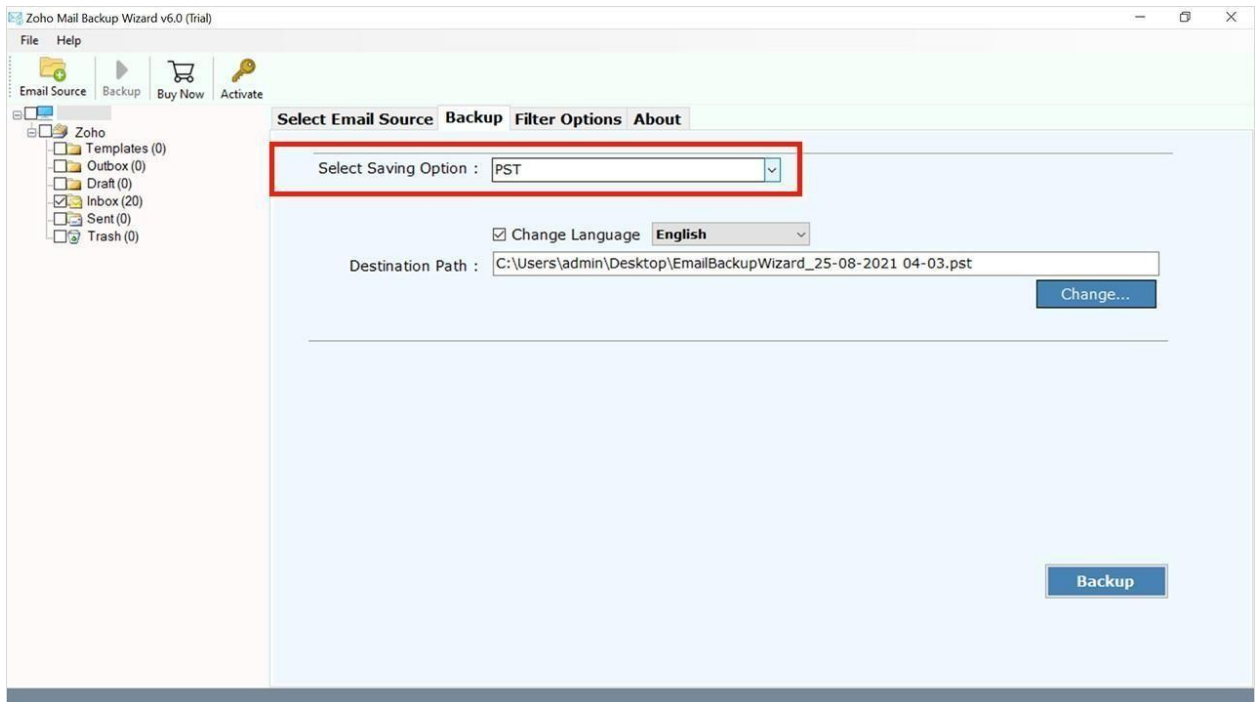 Zoho Mail Backup Wizard v6.0 (Trial)
File Help
Email Source Backup Buy Now Activate
Zoho
Templates (0)
Outbox (0)
Draft (0)
Inbox (20)
Sent (0)
Trash (0)
Select Email Source Backup Filter Options About
Select Saving Option : PST
Change Language English
Destination Path : C:\Users\admin\Desktop\EmailBackupWizard_25-08-2021 04-03.pst
Change...
Backup